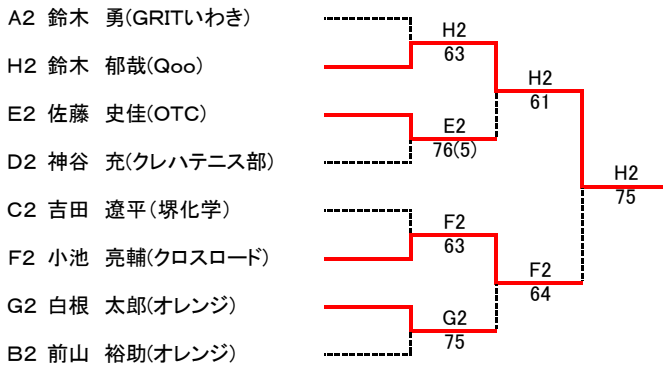 A2 鈴木 勇(GRITいわき)
H2 鈴木 郁哉(Qoo)
E2 佐藤 史佳(OTC)
D2 神谷 充(クレハテニス部)
C2 吉田 遼平(堺化学)
F2 小池 亮輔(クロスロード)
G2 白根 太郎(オレンジ)
B2 前山 裕助(オレンジ)
H2
63
E2
76(5)
F2
63
G2
75
H2
61
F2
64
H2
75